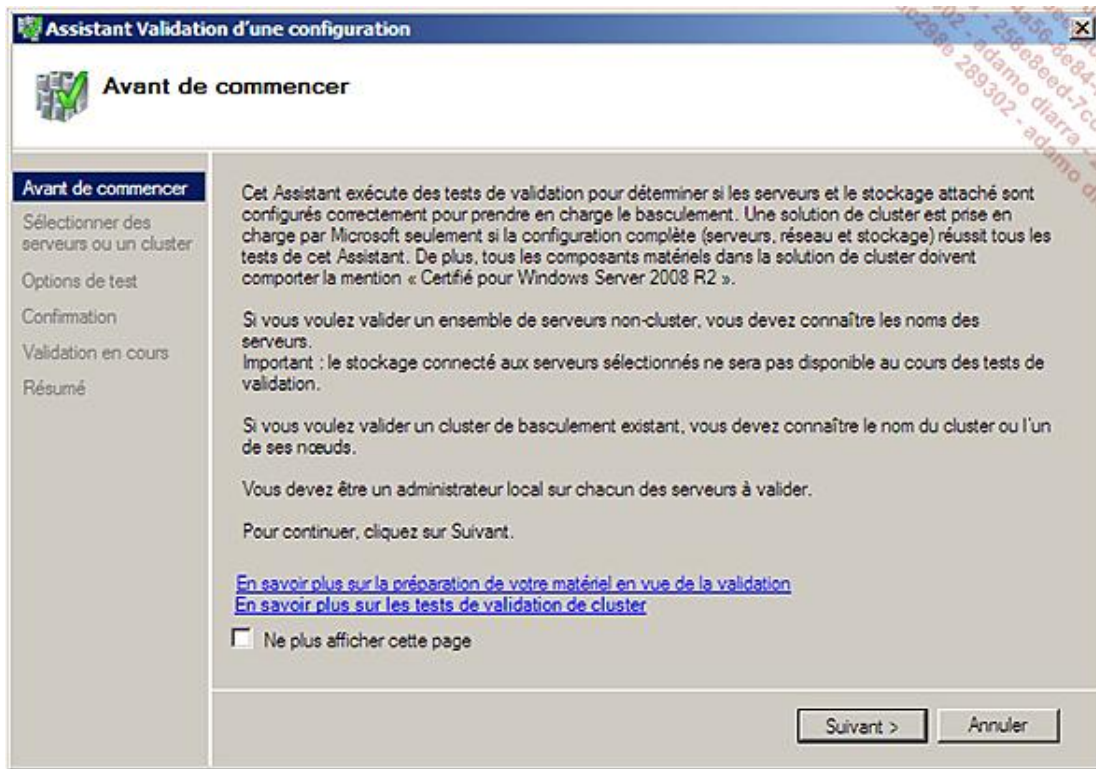 Assistant Validation d'une configuration
Avant de commencer
Avant de commencer
Sélectionner des
serveurs ou un cluster
Options de test
Confirmation
Validation en cours
Résumé
Cet Assistant exécute des tests de validation pour déterminer si les serveurs et le stockage attaché sont
configurés correctement pour prendre en charge le basculement. Une solution de cluster est prise en
charge par Microsoft seulement si la configuration complète (serveurs, réseau et stockage) réussit tous les
tests de cet Assistant. De plus, tous les composants matériels dans la solution de cluster doivent
comporter la mention « Certifié pour Windows Server 2008 R2 ».
Si vous voulez valider un ensemble de serveurs non-cluster, vous devez connaître les noms des
serveurs.
Important : le stockage connecté aux serveurs sélectionnés ne sera pas disponible au cours des tests de
validation.
Si vous voulez valider un cluster de basculement existant, vous devez connaître le nom du cluster ou l'un
de ses nœuds.
Vous devez être un administrateur local sur chacun des serveurs à valider.
Pour continuer, cliquez sur Suivant.
En savoir plus sur la préparation de votre matériel en vue de la validation
En savoir plus sur les tests de validation de cluster
Ne plus afficher cette page
Suivant >
Annuler
289302 - adamo diarra